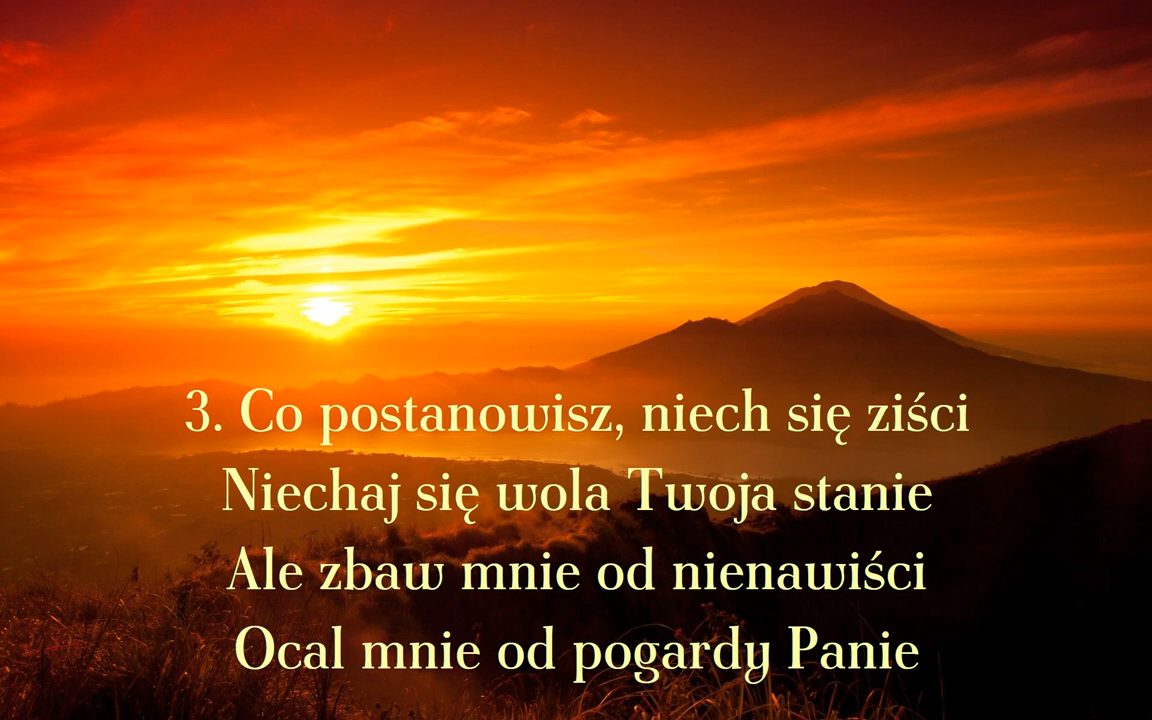 3. Co postanowisz, niech się ziści
Niechaj się wola Twoja stanie
Ale zbaw mnie od nienawiści
Ocal mnie od pogardy Panie